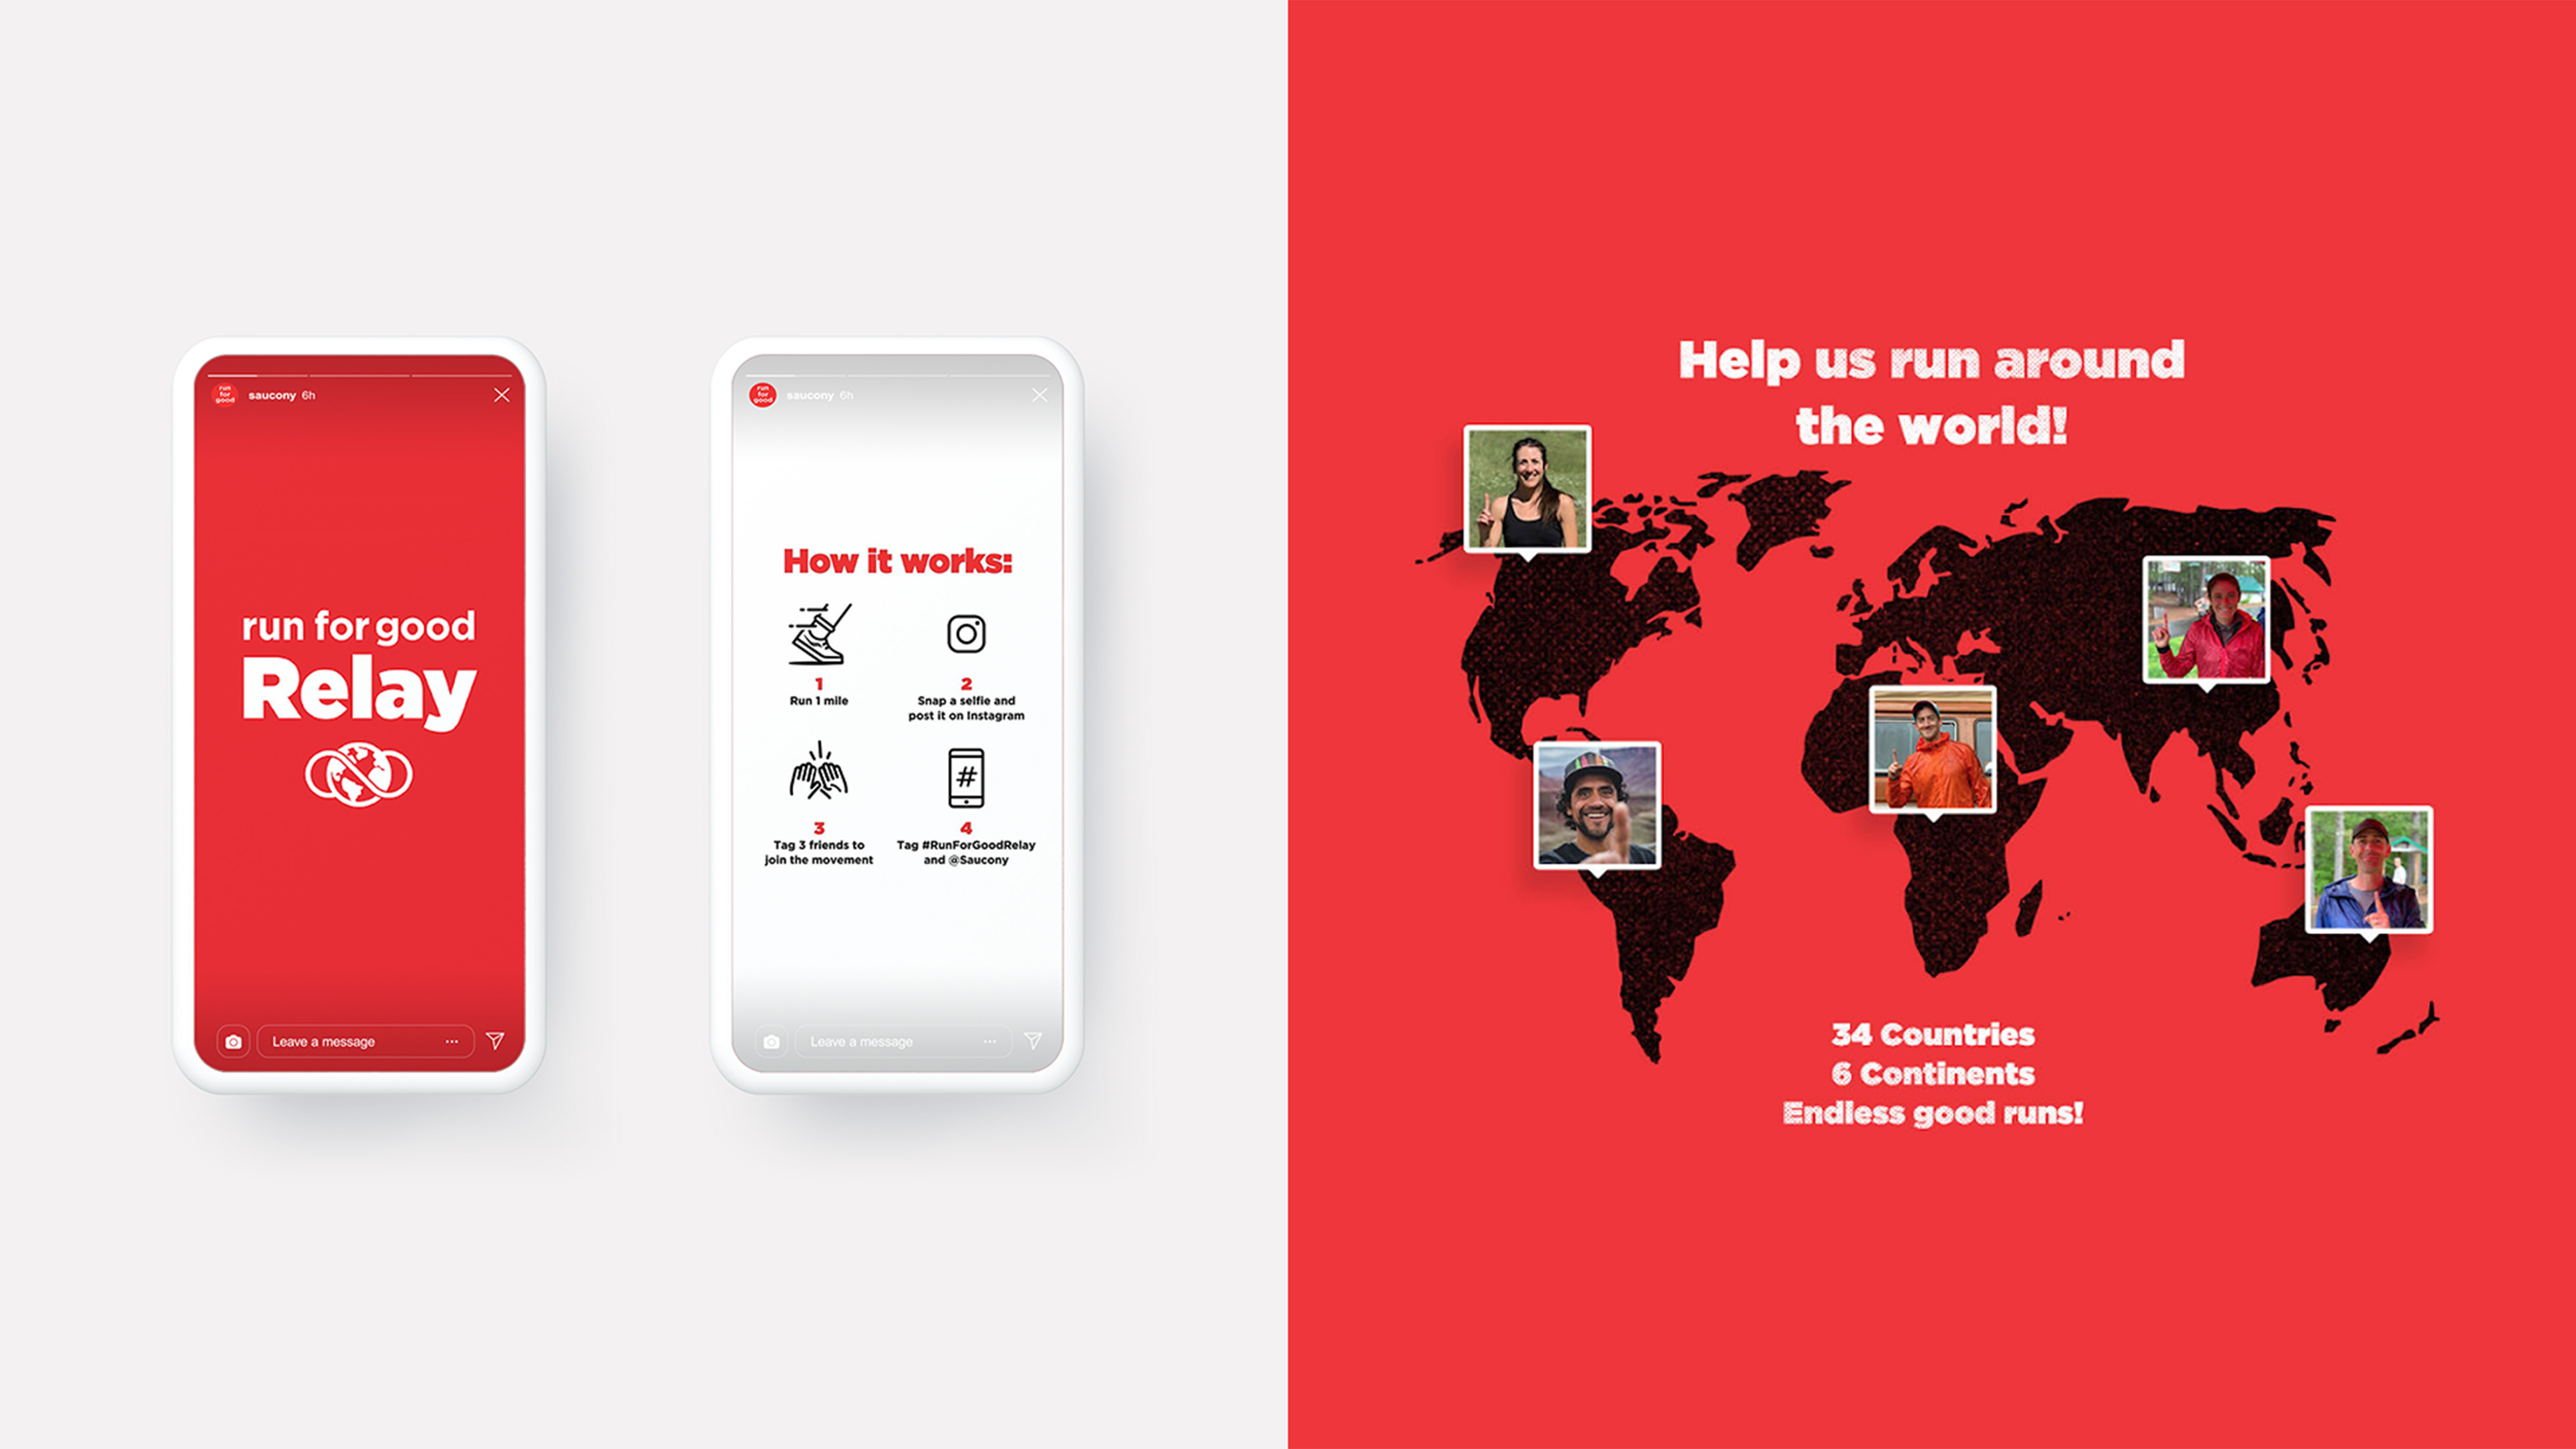 run
for
good
saucony 6h
run for good
Relay
Leave a message
run
for
good
saucony 6h
How it works:
1
Run 1 mile
2
Snap a selfie and
post it on Instagram
3
Tag 3 friends to
join the movement
#
4
Tag #RunForGoodRelay
and @Saucony
Leave a message
Help us run around
the world!
34 Countries
6 Continents
Endless good runs!